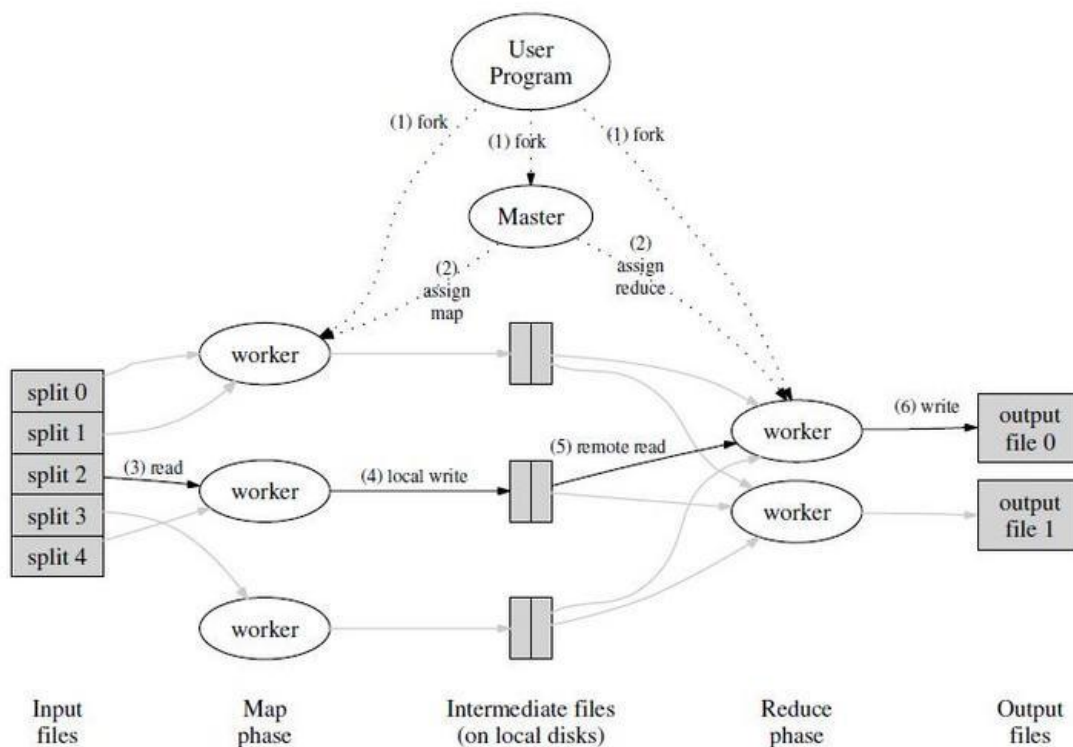 User
Program
(1) fork
(1) fork
(1) fork
Master
(2)
assign
map
(2)
assign
reduce
split 0
split 1
split 2
split 3
split 4
(3) read
worker
worker
worker
(4) local write
(5) remote read
worker
worker
(6) write
output
file 0
output
file 1
Input
files
Map
phase
Intermediate files
(on local disks)
Reduce
phase
Output
files